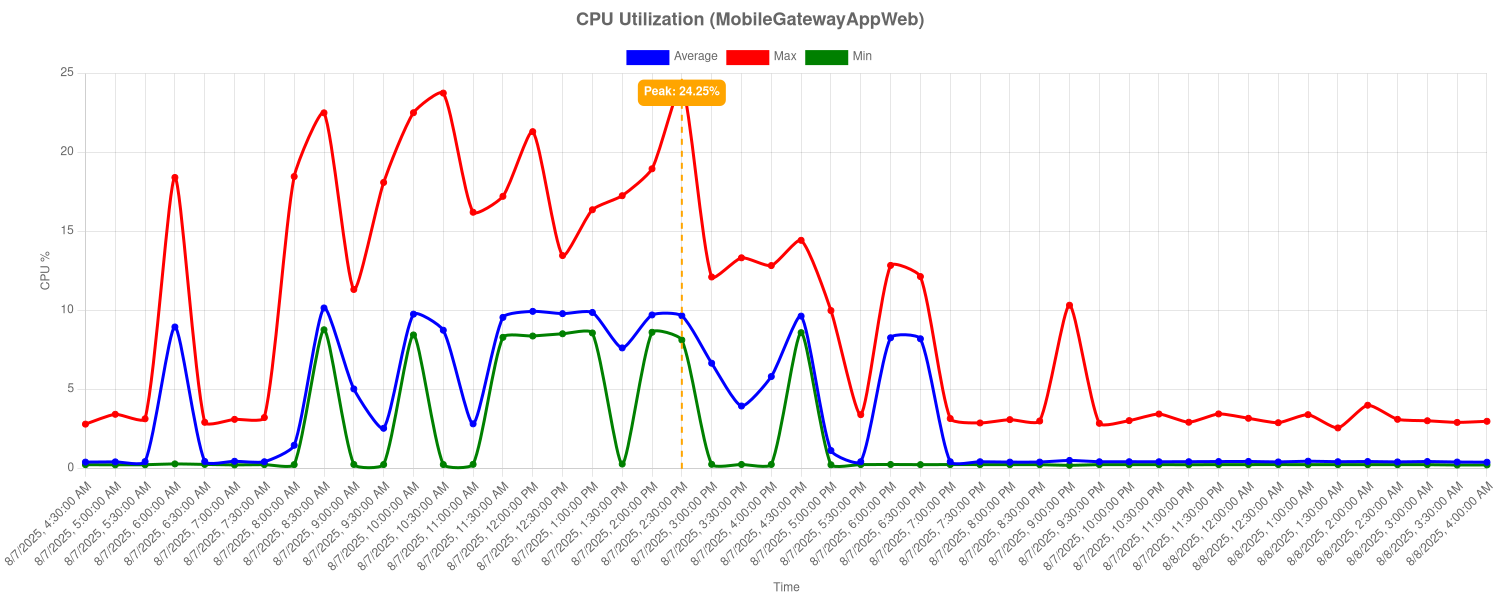 CPU Utilization (MobileGatewayAppWeb)
Average Max Min
25
Peak: 24.25%
20
15
10
5
0
CPU %
8/7/2025, 4:30:00 AM
8/7/2025, 5:00:00 AM
8/7/2025, 5:30:00 AM
8/7/2025, 6:00:00 AM
8/7/2025, 6:30:00 AM
8/7/2025, 7:00:00 AM
8/7/2025, 7:30:00 AM
8/7/2025, 8:00:00 AM
8/7/2025, 8:30:00 AM
8/7/2025, 9:00:00 AM
8/7/2025, 9:30:00 AM
8/7/2025, 10:00:00 AM
8/7/2025, 10:30:00 AM
8/7/2025, 11:00:00 AM
8/7/2025, 11:30:00 AM
8/7/2025, 12:00:00 PM
8/7/2025, 12:30:00 PM
8/7/2025, 1:00:00 PM
8/7/2025, 1:30:00 PM
8/7/2025, 2:00:00 PM
8/7/2025, 2:30:00 PM
8/7/2025, 3:00:00 PM
8/7/2025, 3:30:00 PM
8/7/2025, 4:00:00 PM
8/7/2025, 4:30:00 PM
8/7/2025, 5:00:00 PM
8/7/2025, 5:30:00 PM
8/7/2025, 6:00:00 PM
8/7/2025, 6:30:00 PM
8/7/2025, 7:00:00 PM
8/7/2025, 7:30:00 PM
8/7/2025, 8:00:00 PM
8/7/2025, 8:30:00 PM
8/7/2025, 9:00:00 PM
8/7/2025, 9:30:00 PM
8/7/2025, 10:00:00 PM
8/7/2025, 10:30:00 PM
8/7/2025, 11:00:00 PM
8/7/2025, 11:30:00 PM
8/8/2025, 12:00:00 AM
8/8/2025, 12:30:00 AM
8/8/2025, 1:00:00 AM
8/8/2025, 1:30:00 AM
8/8/2025, 2:00:00 AM
8/8/2025, 2:30:00 AM
8/8/2025, 3:00:00 AM
8/8/2025, 3:30:00 AM
8/8/2025, 4:00:00 AM
Time